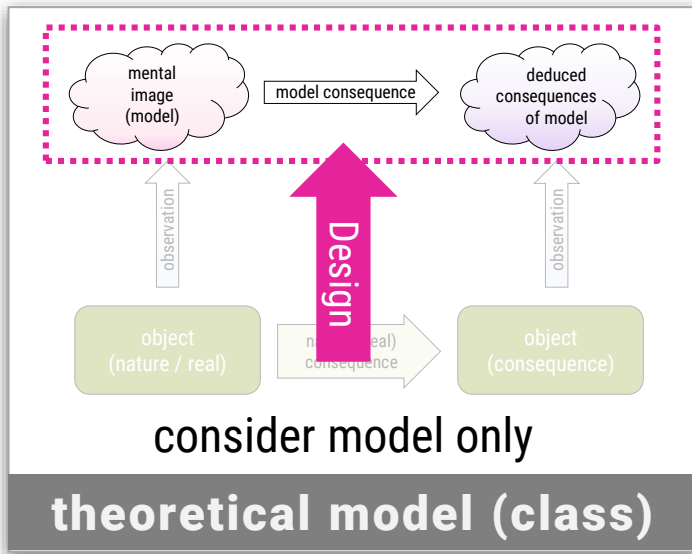 mental
image
(model)
model consequence
deduced
consequences
of model
observation
Design
observation
object
(nature / real)
consequence
object
(consequence)
consider model only
theoretical model (class)